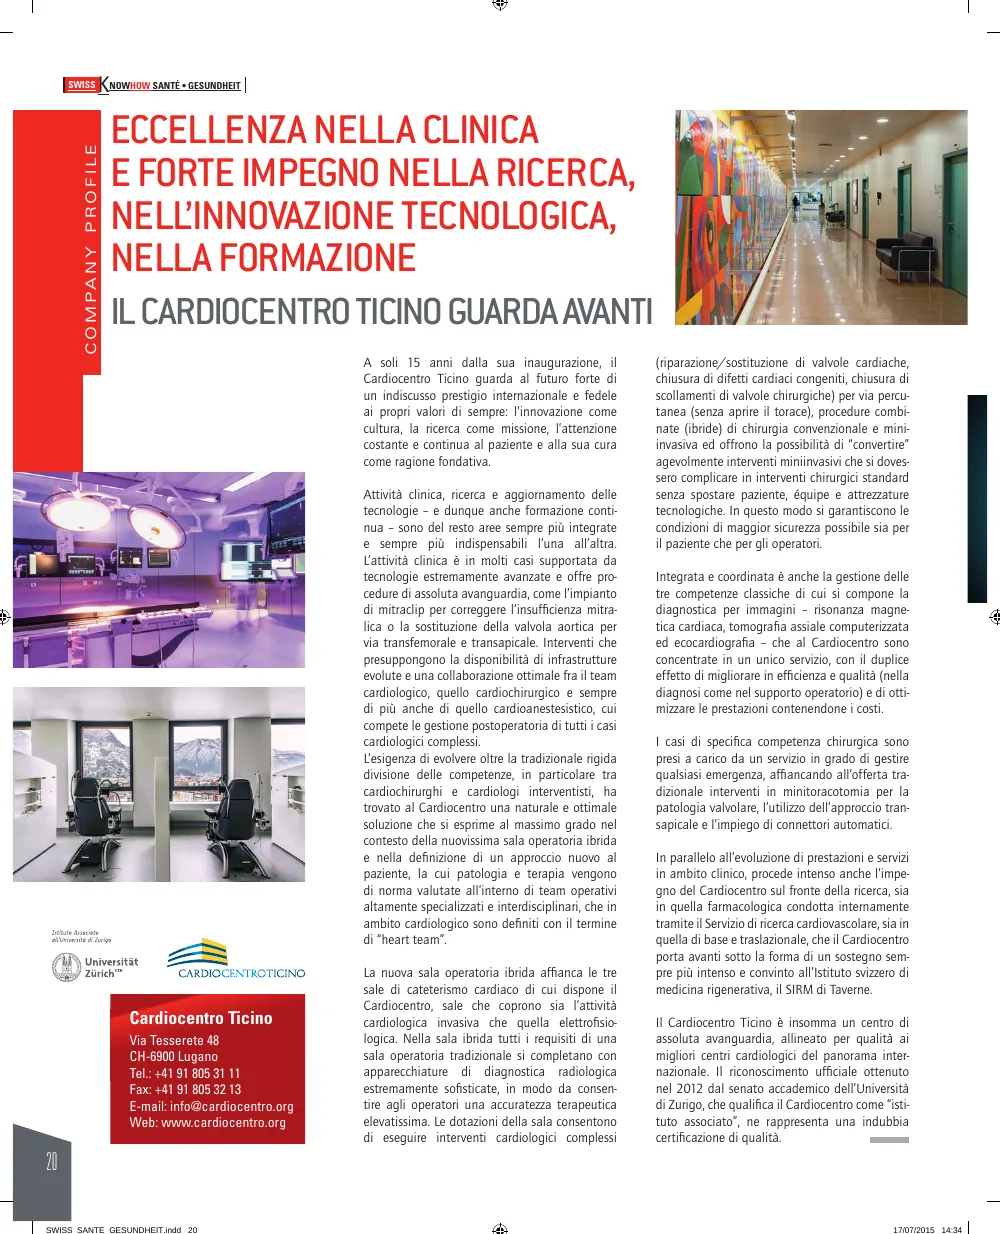 SWISS KNOWHOW SANTÉ • GESUNDHEIT
COMPANY PROFILE
ECCELLENZA NELLA CLINICA
E FORTE IMPEGNO NELLA RICERCA,
NELL’INNOVAZIONE TECNOLOGICA,
NELLA FORMAZIONE
IL CARDIOCENTRO TICINO GUARDA AVANTI
A soli 15 anni dalla sua inaugurazione, il
Cardiocentro Ticino guarda al futuro forte di
un indiscusso prestigio internazionale e fedele
ai propri valori di sempre: l’innovazione come
cultura, la ricerca come missione, l’attenzione
costante e continua al paziente e alla sua cura
come ragione fondativa.
Attività clinica, ricerca e aggiornamento delle
tecnologie – e dunque anche formazione conti-
nua – sono del resto aree sempre più integrate
e sempre più indispensabili l’una all’altra.
L’attività clinica è in molti casi supportata da
tecnologie estremamente avanzate e offre pro-
cedure di assoluta avanguardia, come l’impianto
di mitraclip per correggere l’insufficienza mitra-
lica o la sostituzione della valvola aortica per
via transfemorale e transapicale. Interventi che
presuppongono la disponibilità di infrastrutture
evolute e una collaborazione ottimale fra il team
cardiologico, quello cardiochirurgico e sempre
di più anche di quello cardioanestesistico, cui
compete le gestione postoperatoria di tutti i casi
cardiologici complessi.
L’esigenza di evolvere oltre la tradizionale rigida
divisione delle competenze, in particolare tra
cardiochirurghi e cardiologi interventisti, ha
trovato al Cardiocentro una naturale e ottimale
soluzione che si esprime al massimo grado nel
contesto della nuovissima sala operatoria ibrida
e nella definizione di un approccio nuovo al
paziente, la cui patologia e terapia vengono
di norma valutate all’interno di team operativi
altamente specializzati e interdisciplinari, che in
ambito cardiologico sono definiti con il termine
di “heart team”.
La nuova sala operatoria ibrida affianca le tre
sale di cateterismo cardiaco di cui dispone il
Cardiocentro, sale che coprono sia l’attività
cardiologica invasiva che quella elettrofisio-
logica. Nella sala ibrida tutti i requisiti di una
sala operatoria tradizionale si completano con
apparecchiature di diagnostica radiologica
estremamente sofisticate, in modo da consen-
tire agli operatori una accuratezza terapeutica
elevatissima. Le dotazioni della sala consentono
di eseguire interventi cardiologici complessi
(riparazione/sostituzione di valvole cardiache,
chiusura di difetti cardiaci congeniti, chiusura di
scollamenti di valvole chirurgiche) per via percu-
tanea (senza aprire il torace), procedure combi-
nate (ibride) di chirurgia convenzionale e mini-
invasiva ed offrono la possibilità di “convertire”
agevolmente interventi miniinvasivi che si doves-
sero complicare in interventi chirurgici standard
senza spostare paziente, équipe e attrezzature
tecnologiche. In questo modo si garantiscono le
condizioni di maggior sicurezza possibile sia per
il paziente che per gli operatori.
Integrata e coordinata è anche la gestione delle
tre competenze classiche di cui si compone la
diagnostica per immagini – risonanza magne-
tica cardiaca, tomografia assiale computerizzata
ed ecocardiografia – che al Cardiocentro sono
concentrate in un unico servizio, con il duplice
effetto di migliorare in efficienza e qualità (nella
diagnosi come nel supporto operatorio) e di otti-
mizzare le prestazioni contenendone i costi.
I casi di specifica competenza chirurgica sono
presi a carico da un servizio in grado di gestire
qualsiasi emergenza, affiancando all’offerta tra-
dizionale interventi in minitoracotomia per la
patologia valvolare, l’utilizzo dell’approccio tran-
sapicale e l’impiego di connettori automatici.
In parallelo all’evoluzione di prestazioni e servizi
in ambito clinico, procede intenso anche l’impe-
gno del Cardiocentro sul fronte della ricerca, sia
in quella farmacologica condotta internamente
tramite il Servizio di ricerca cardiovascolare, sia in
quella di base e traslazionale, che il Cardiocentro
porta avanti sotto la forma di un sostegno sem-
pre più intenso e convinto all’Istituto svizzero di
medicina rigenerativa, il SIRM di Taverne.
Il Cardiocentro Ticino è insomma un centro di
assoluta avanguardia, allineato per qualità ai
migliori centri cardiologici del panorama inter-
nazionale. Il riconoscimento ufficiale ottenuto
nel 2012 dal senato accademico dell’Università
di Zurigo, che qualifica il Cardiocentro come “isti-
tuto associato”, ne rappresenta una indubbia
certificazione di qualità.
Istituto Associato
all’Università di Zurigo
Universität
Zürich UZH
CARDIOCENTROTICINO
Cardiocentro Ticino
Via Tesserete 48
CH-6900 Lugano
Tel.: +41 91 805 31 11
Fax: +41 91 805 32 13
E-mail: info@cardiocentro.org
Web: www.cardiocentro.org
20
SWISS_SANTE_GESUNDHEIT.indd 20
17/07/2015 14:34